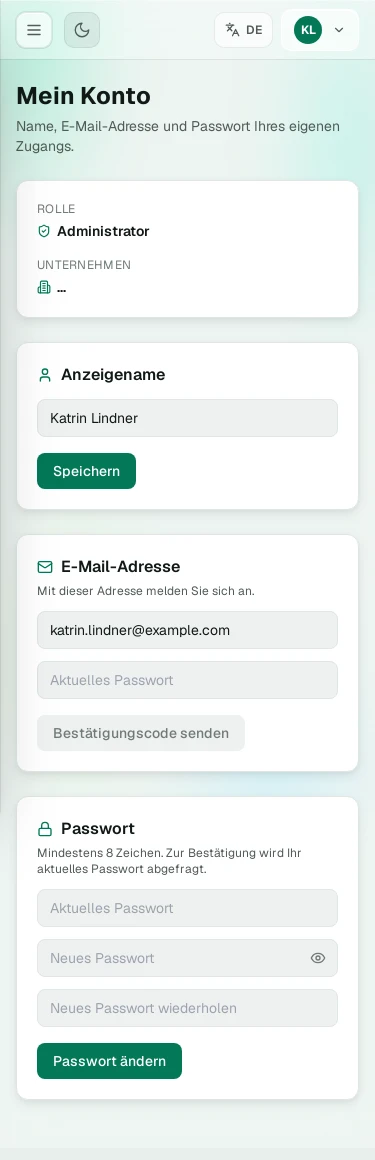 DE
KL
Mein Konto
Name, E-Mail-Adresse und Passwort Ihres eigenen
Zugangs.
ROLLE
Administrator
UNTERNEHMEN
...
Anzeigename
Katrin Lindner
Speichern
E-Mail-Adresse
Mit dieser Adresse melden Sie sich an.
katrin.lindner@example.com
Aktuelles Passwort
Bestätigungscode senden
Passwort
Mindestens 8 Zeichen. Zur Bestätigung wird Ihr
aktuelles Passwort abgefragt.
Aktuelles Passwort
Neues Passwort
Neues Passwort wiederholen
Passwort ändern